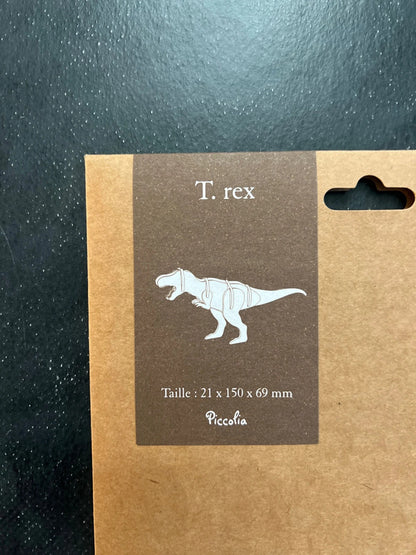 T. rex
Taille : 21 x 150 x 69 mm
Piccolia